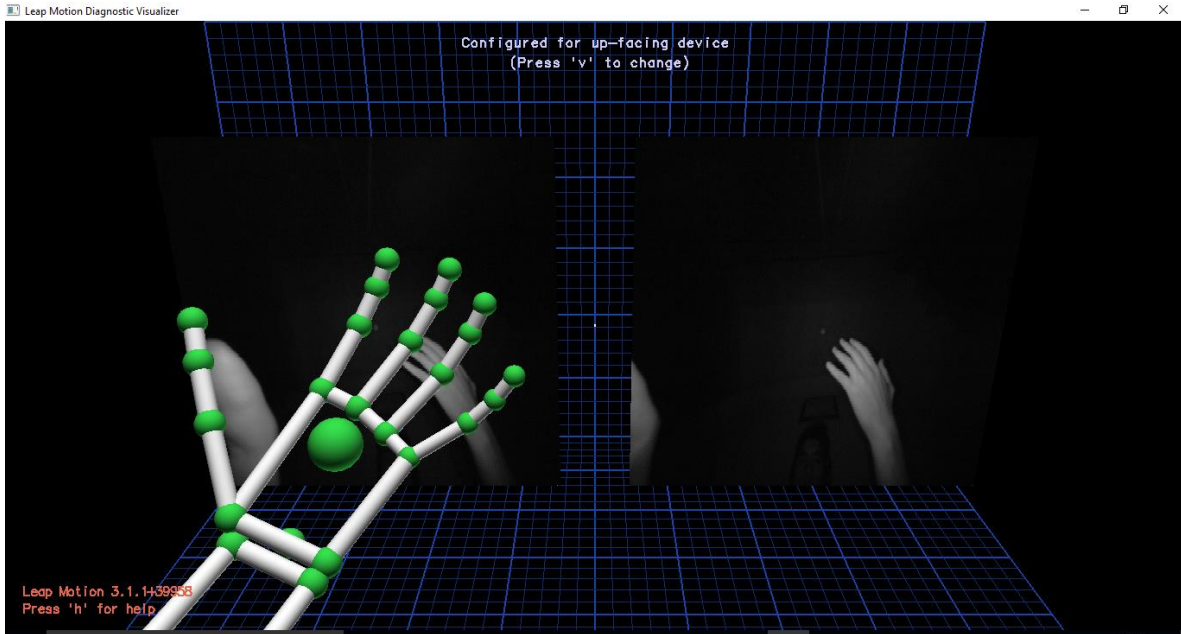 Leap Motion Diagnostic Visualizer
Configured for up-facing device
(Press 'v' to change)
Leap Motion 3.1.1+39958
Press 'h' for help